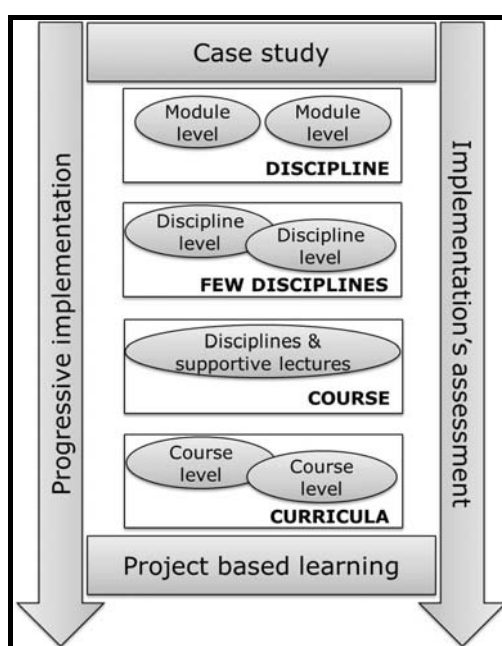 Case study
Progressive implementation
Implementation's assessment
Module
level
Module
level
DISCIPLINE
Discipline
level
Discipline
level
FEW DISCIPLINES
Disciplines &
supportive lectures
COURSE
Course
level
Course
level
CURRICULA
Project based learning